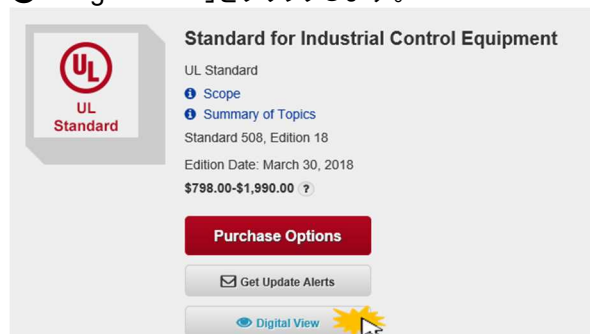 Standard for Industrial Control Equipment
UL
UL
Standard
UL Standard
Scope
Summary of Topics
Standard 508, Edition 18
Edition Date: March 30, 2018
$798.00-$1,990.00 ?
Purchase Options
Get Update Alerts
Digital View